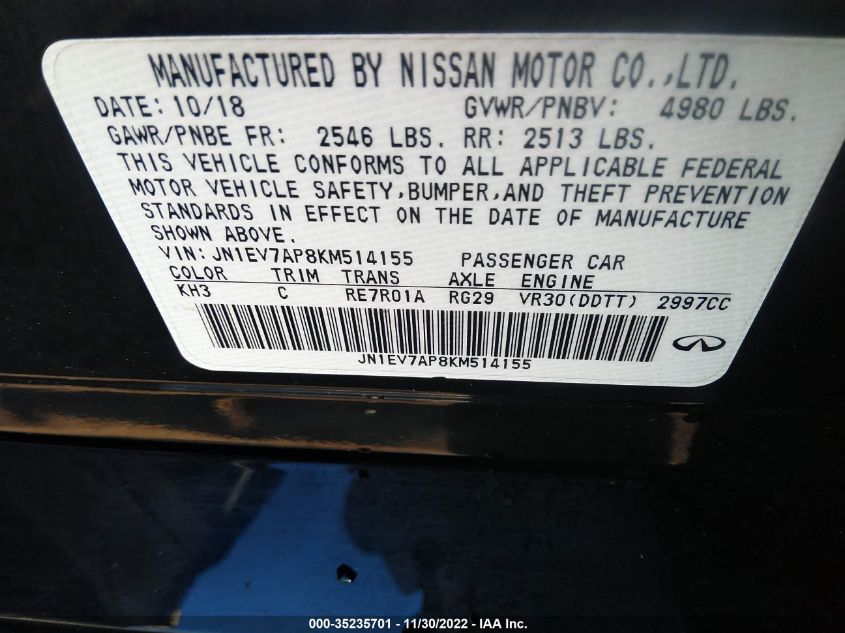 MANUFACTURED BY NISSAN MOTOR CO.,LTD.
DATE: 10/18 GVWR/PNBV: 4980 LBS.
GAWR/PNBE FR: 2546 LBS. RR: 2513 LBS.
THIS VEHICLE CONFORMS TO ALL APPLICABLE FEDERAL
MOTOR VEHICLE SAFETY,BUMPER,AND THEFT PREVENTION
STANDARDS IN EFFECT ON THE DATE OF MANUFACTURE
SHOWN ABOVE.
VIN: JN1EV7AP8KM514155 PASSENGER CAR
COLOR TRIM TRANS AXLE ENGINE
KH3 C RE7R01A RG29 VR30(DDTT) 2997CC
JN1EV7AP8KM514155
000-35235701 - 11/30/2022 - IAA Inc.